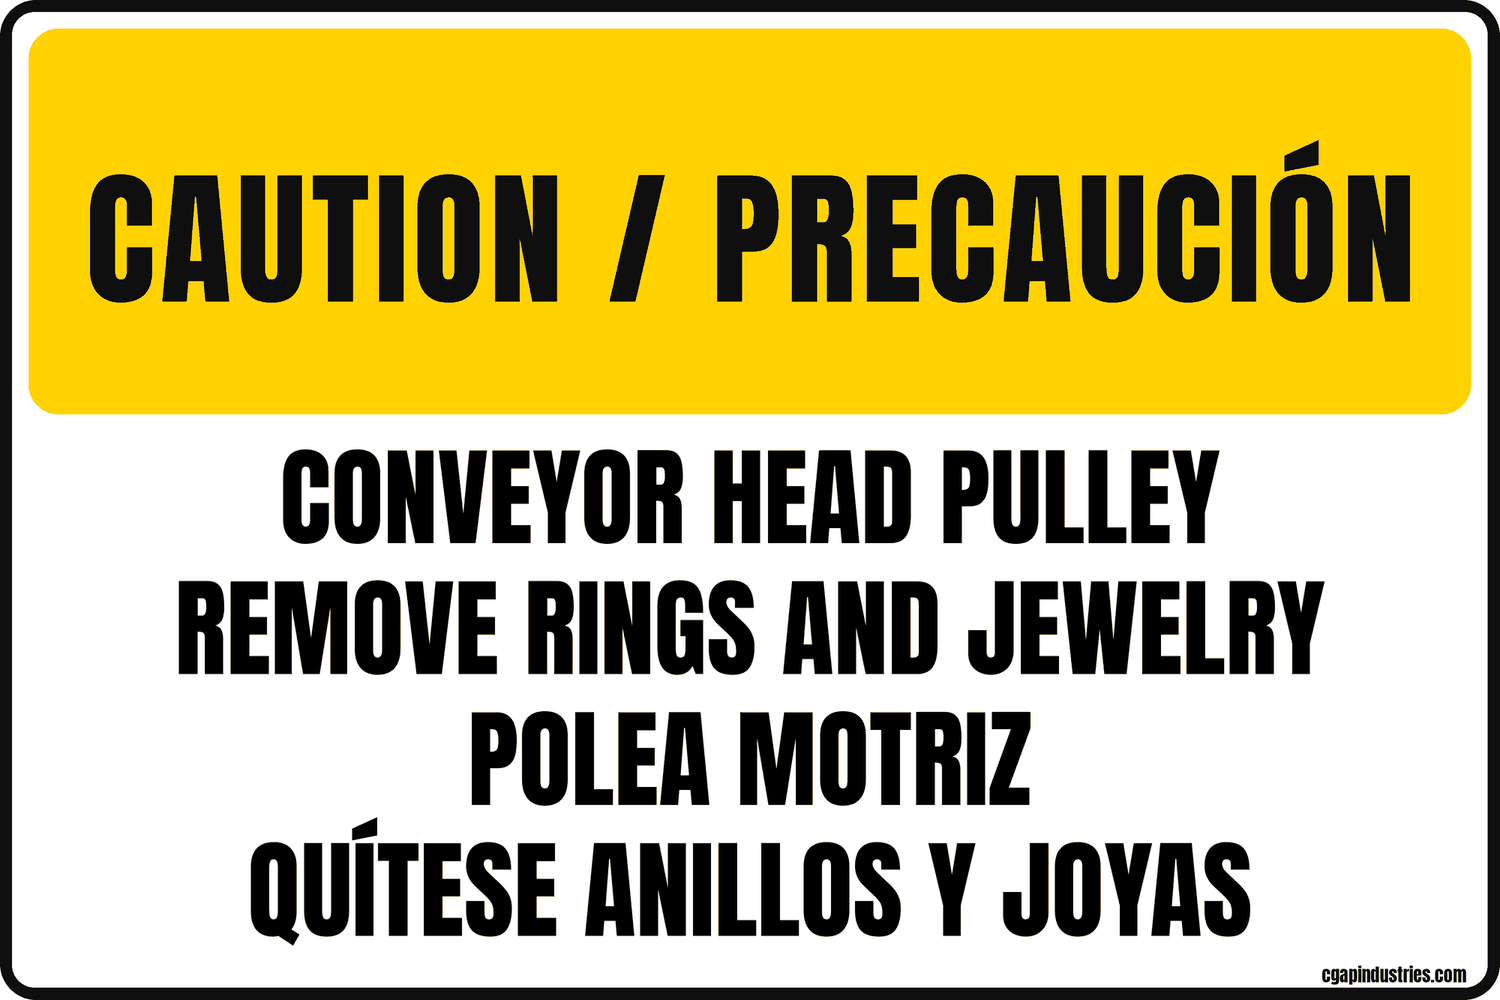 CAUTION / PRECAUCIÓN
CONVEYOR HEAD PULLEY
REMOVE RINGS AND JEWELRY
POLEA MOTRIZ
QUÍTESE ANILLOS Y JOYAS
cgapindustries.com